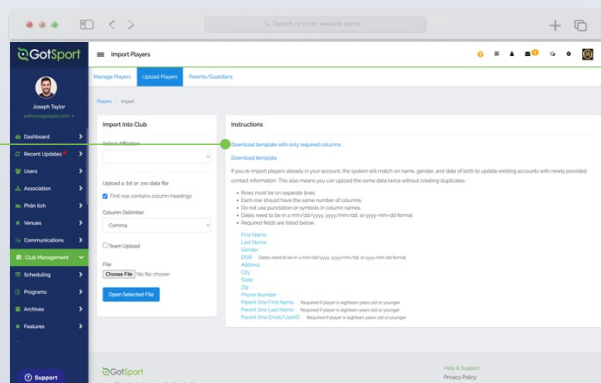 Search or enter website name
GotSport
Import Players
Joseph Taylor
Manage Players
Upload Players
Parents/Guardians
Players
Import
Dashboard
Recent Updates
Users
Association
Phân tích
Venues
Communications
Club Management
Scheduling
Programs
Archives
Features
Support
Import into Club
Select Affiliation
Upload a .txt or .csv data file
First row contains column headings
Column Delimiter
Comma
Team Upload
File
Choose File No file chosen
Open Selected File
Instructions
Download template with only required columns
Download template
If you re-import players already in your account, the system will match on name, gender, and date of birth to update existing accounts with newly provided
contact information. This also means you can upload the same data twice without creating duplicates.
Rows must be on separate lines.
Each row should have the same number of columns.
Do not use punctuation or symbols in column names.
Dates need to be in a mm/dd/yyyy, yyyy/mm/dd, or yyyy-mm-dd format
Required fields are listed below:
First Name
Last Name
Gender
DOB Dates need to be in a mm/dd/yyyy, yyyy/mm/dd, or yyyy-mm-dd format
Address
City
State
Zip
Phone Number
Parent One First Name Required if player is eighteen years old or younger
Parent One Last Name Required if player is eighteen years old or younger
Parent One Email/UserID Required if player is eighteen years old or younger
GotSport
Help & Support
Privacy Policy